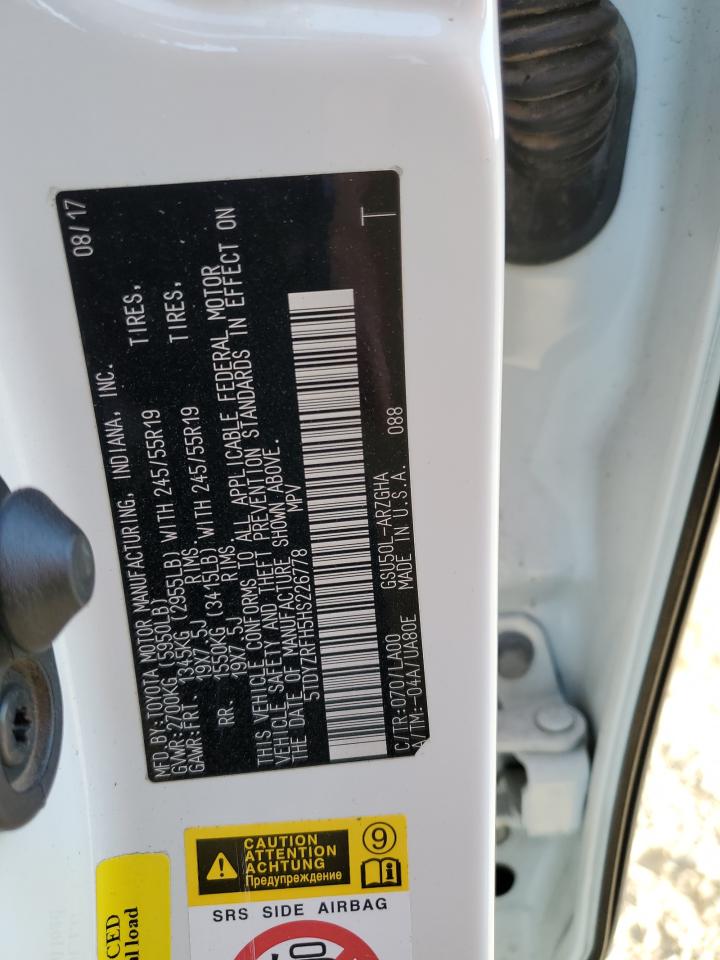 MFD BY:TOYOTA MOTOR MANUFACTURING, INDIANA, INC. 08/17
GVWR:2700KG (5950LB)
GAWR:FRT. 1345KG (2955LB) WITH 245/55R19 TIRES,
19X7.5J RIMS
RR. 1550KG (3415LB) WITH 245/55R19 TIRES,
19X7.5J RIMS
THIS VEHICLE CONFORMS TO ALL APPLICABLE FEDERAL MOTOR
VEHICLE SAFETY AND THEFT PREVENTION STANDARDS IN EFFECT ON
THE DATE OF MANUFACTURE SHOWN ABOVE.
5TDYZRFH5HS226778 MPV
C/TR:070/LA00 GSU50L-ARZGHA T
A/TM:-04A/UA80E MADE IN U.S.A. 088
CAUTION
ATTENTION
ACHTUNG
Предупреждение
9
SRS SIDE AIRBAG